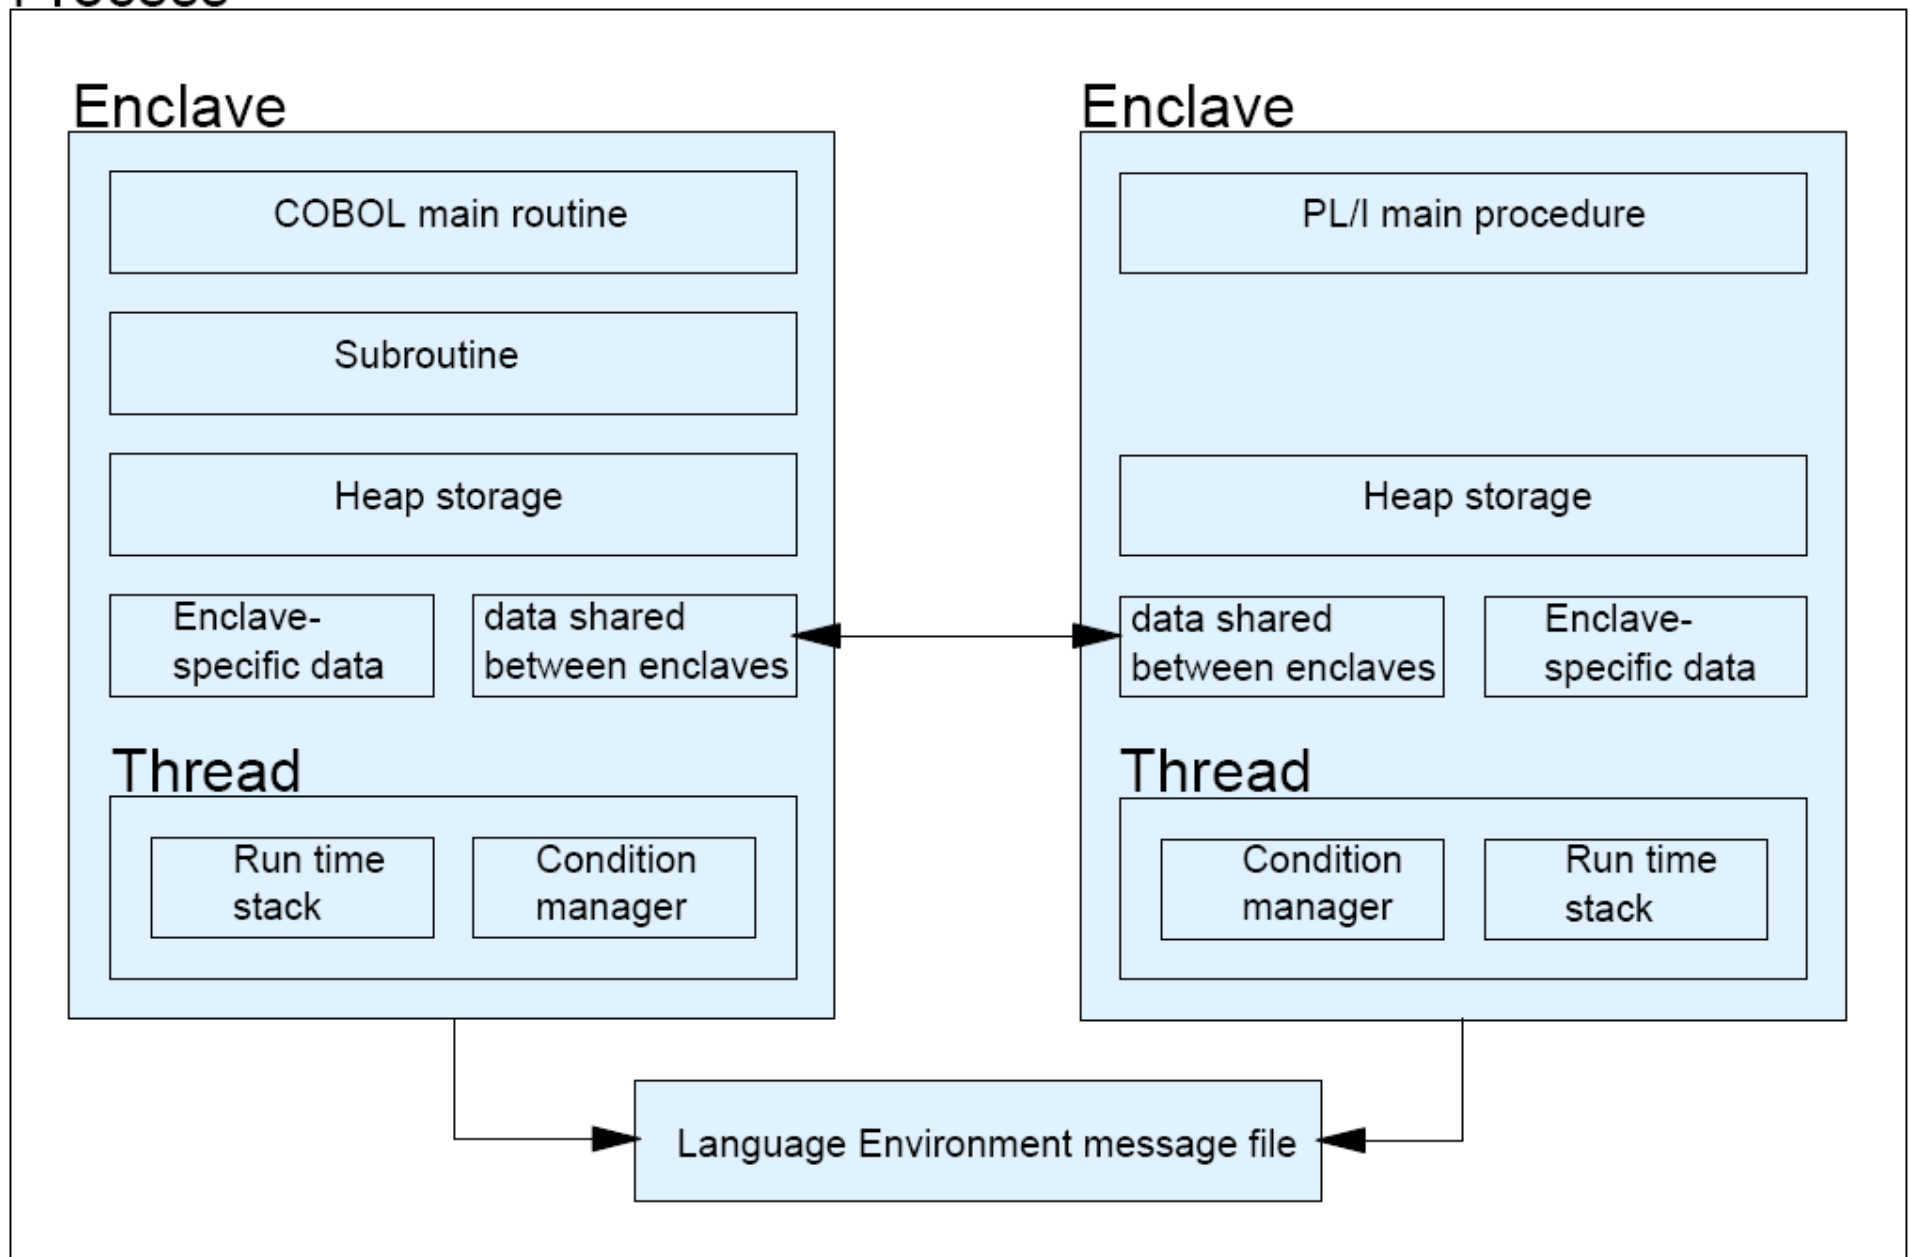 Process
Enclave
COBOL main routine
Subroutine
Heap storage
Enclave-
specific data
data shared
between enclaves
Thread
Run time
stack
Condition
manager
Enclave
PL/I main procedure
Heap storage
data shared
between enclaves
Enclave-
specific data
Thread
Condition
manager
Run time
stack
Language Environment message file